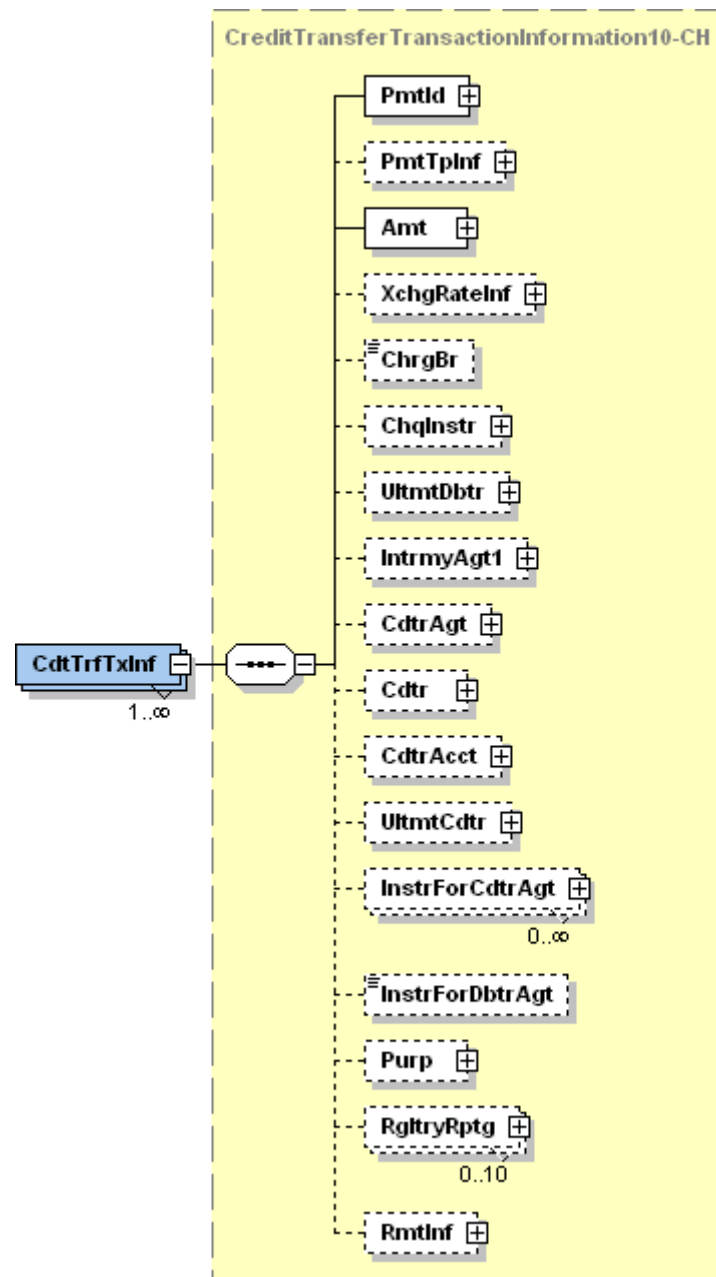 CreditTransferTransactionInformation10-CH
PmtId
PmtTpInf
Amt
XchgRateInf
ChrgBr
ChqInstr
UltmtDbtr
IntrmyAgt1
CdtrAgt
CdtTrfTxInf
1..∞
Cdtr
CdtrAcct
UltmtCdtr
InstrForCdtrAgt
0..∞
InstrForDbtrAgt
Purp
RgltryRptg
0..10
RmtInf